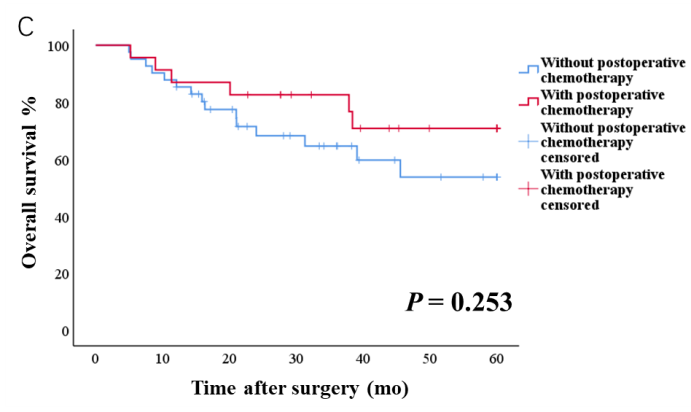 C
100
80
60
40
20
0
Overall survival %
0 10 20 30 40 50 60
Time after surgery (mo)
P = 0.253
Without postoperative
chemotherapy
With postoperative
chemotherapy
Without postoperative
chemotherapy
censored
With postoperative
chemotherapy
censored